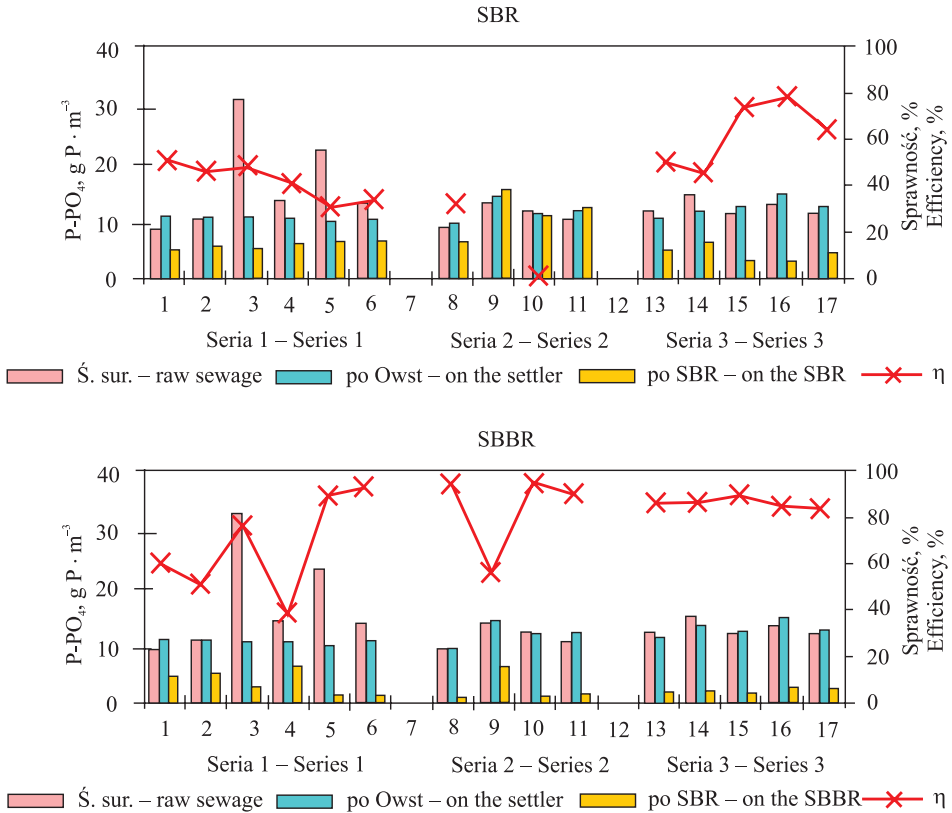 SBR
40
30
20
10
0
P-PO₄, g P · m⁻³
100
80
60
40
20
0
Sprawność, %
Efficiency, %
1 2 3 4 5 6 7 8 9 10 11 12 13 14 15 16 17
Seria 1 – Series 1 Seria 2 – Series 2 Seria 3 – Series 3
Ś. sur. – raw sewage po Owst – on the settler po SBR – on the SBR η
SBBR
40
30
20
10
0
P-PO₄, g P · m⁻³
100
80
60
40
20
0
Sprawność, %
Efficiency, %
1 2 3 4 5 6 7 8 9 10 11 12 13 14 15 16 17
Seria 1 – Series 1 Seria 2 – Series 2 Seria 3 – Series 3
Ś. sur. – raw sewage po Owst – on the settler po SBR – on the SBBR η